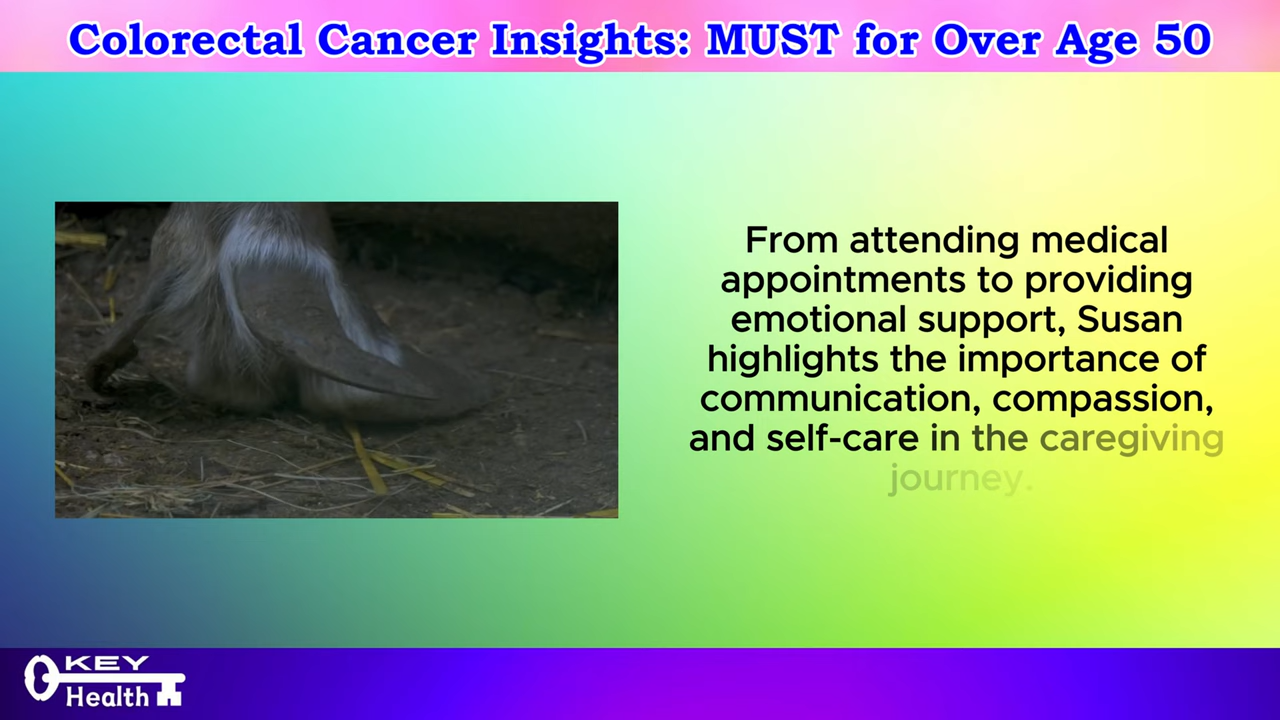 Colorectal Cancer Insights: MUST for Over Age 50
From attending medical
appointments to providing
emotional support, Susan
highlights the importance of
communication, compassion,
and self-care in the caregiving
journey.
KEY
Health